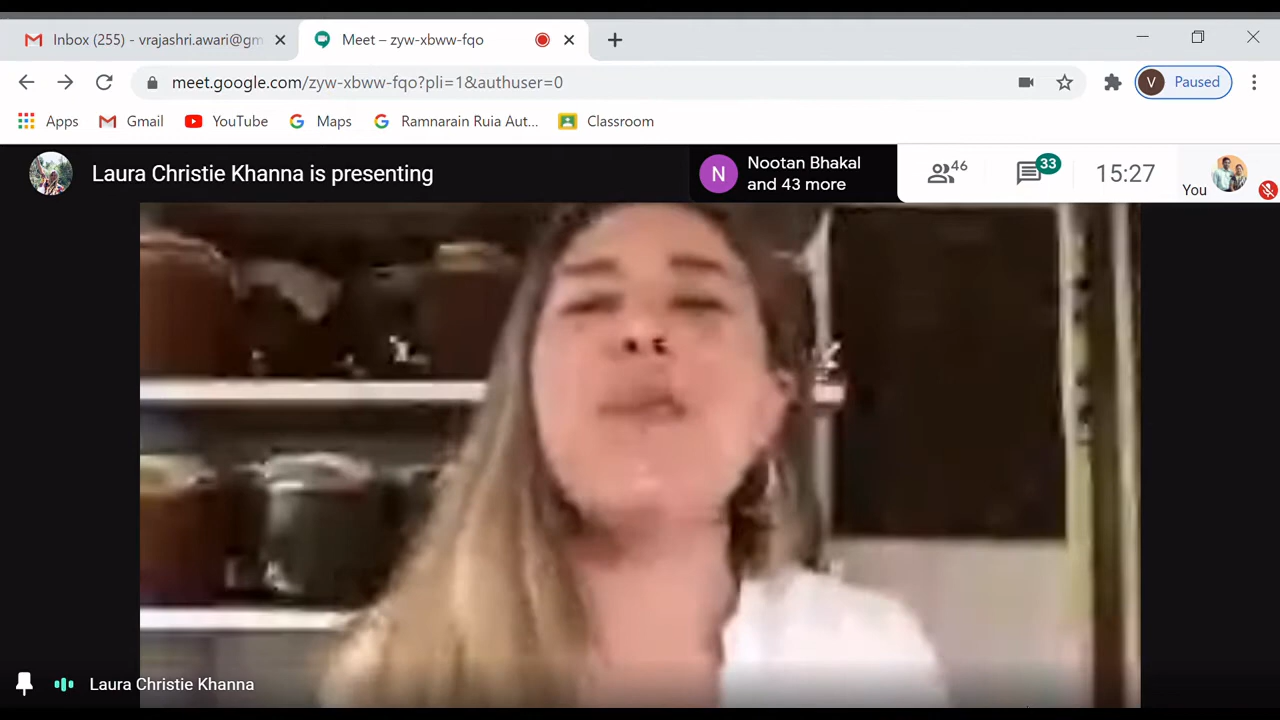 Inbox (255) - vrajashri.awari@gm
Meet – zyw-xbww-fqo
meet.google.com/zyw-xbww-fqo?pli=1&authuser=0
V Paused
Apps Gmail YouTube Maps Ramnarain Ruia Aut... Classroom
Laura Christie Khanna is presenting
N
Nootan Bhakal
and 43 more
46
33
15:27
You
Laura Christie Khanna